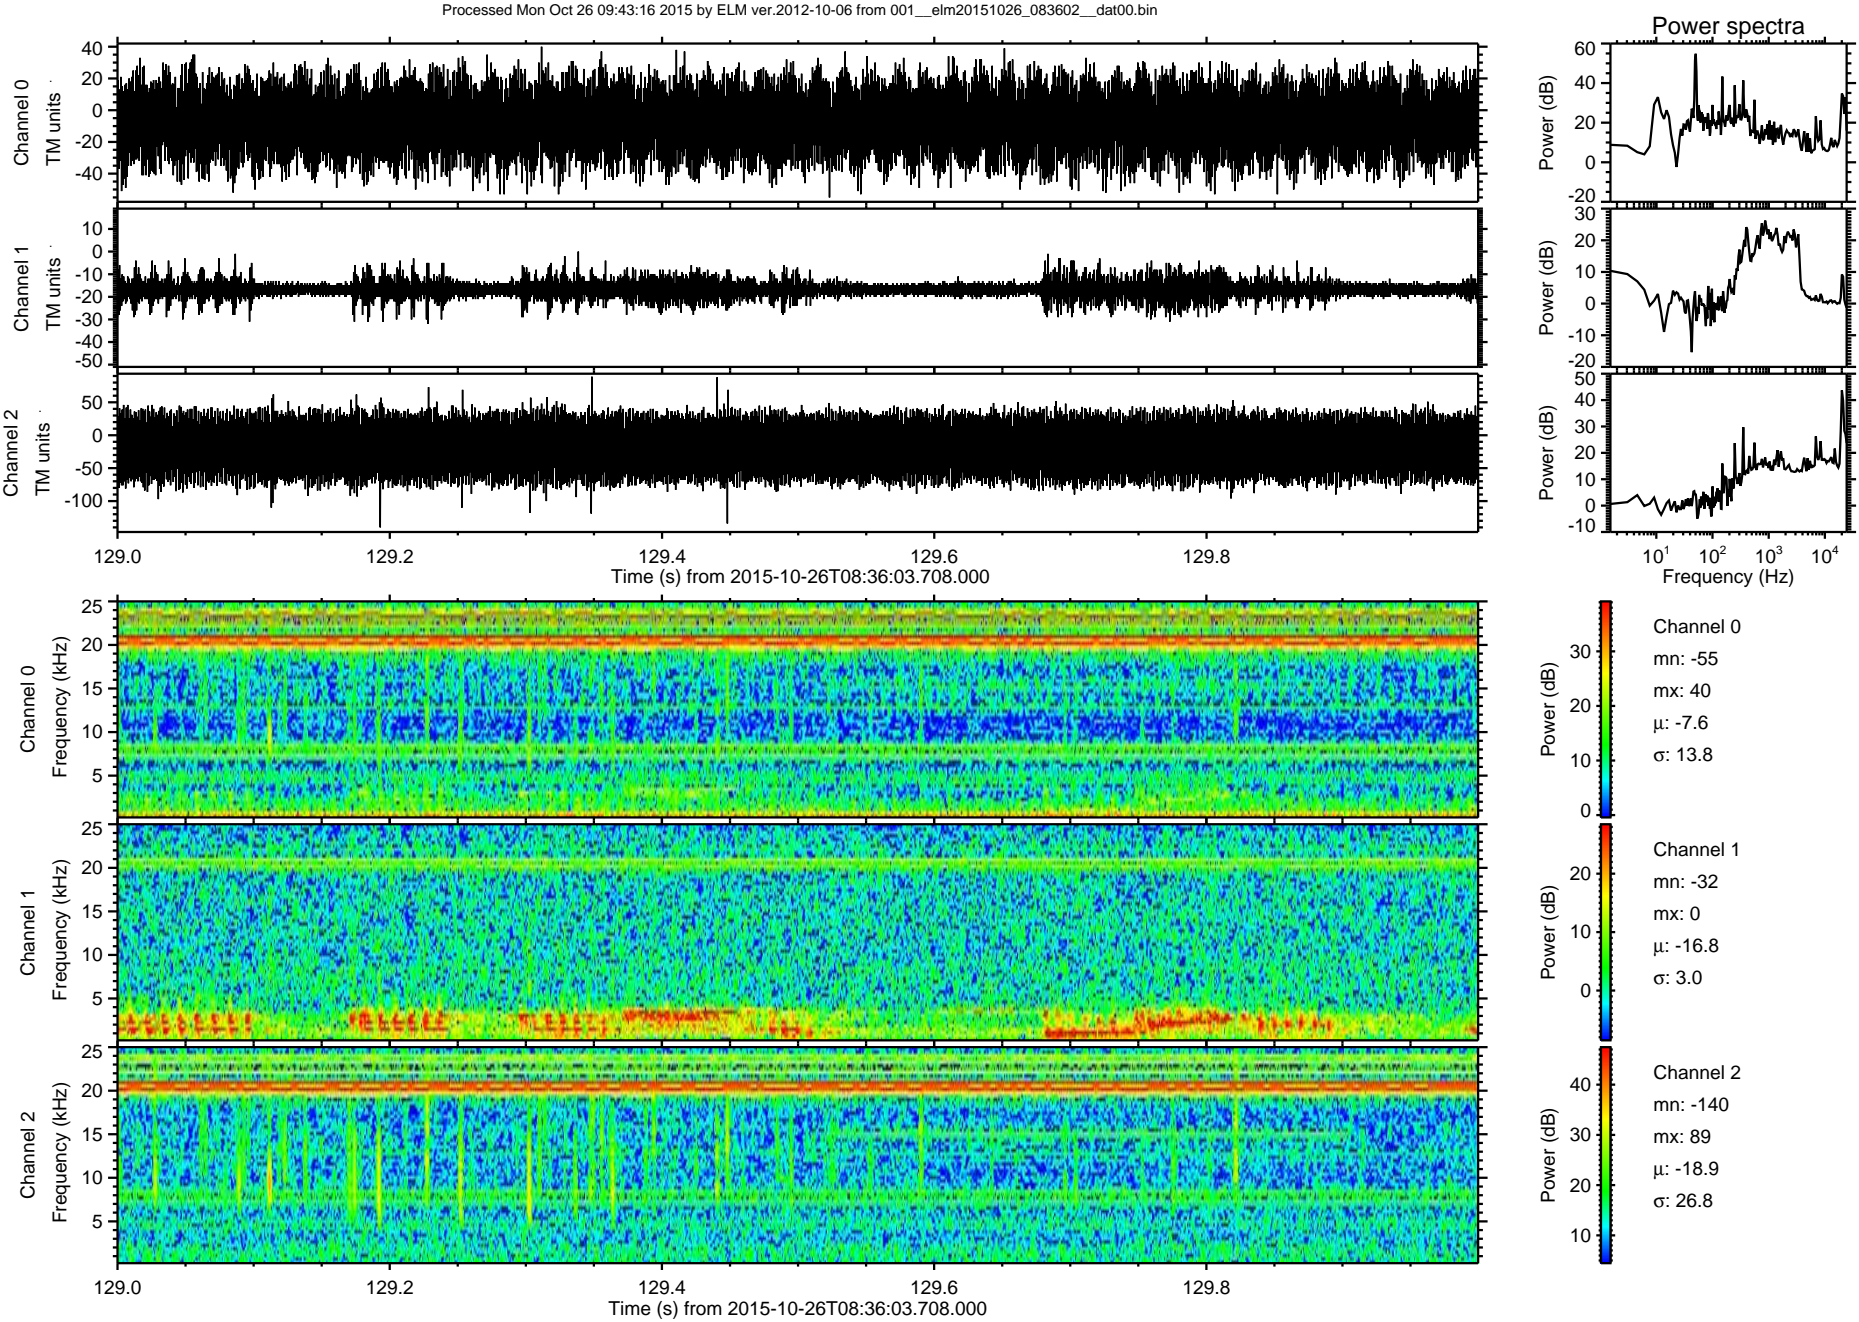 Processed Mon Oct 26 09:43:16 2015 by ELM ver.2012-10-06 from 001__elm20151026_083602__dat00.bin
Power spectra
Channel 0
TM units
40
20
0
-20
-40
Power (dB)
60
40
20
0
-20
Channel 1
TM units
10
0
-10
-20
-30
-40
-50
Power (dB)
30
20
10
0
-10
-20
Channel 2
TM units
50
0
-50
-100
Power (dB)
50
40
30
20
10
0
-10
129.0 129.2 129.4 129.6 129.8
Time (s) from 2015-10-26T08:36:03.708.000
10¹ 10² 10³ 10⁴
Frequency (Hz)
Channel 0
Frequency (kHz)
25
20
15
10
5
Power (dB)
30
20
10
0
Channel 0
mn: -55
mx: 40
μ: -7.6
σ: 13.8
Channel 1
Frequency (kHz)
25
20
15
10
5
Power (dB)
20
10
0
Channel 1
mn: -32
mx: 0
μ: -16.8
σ: 3.0
Channel 2
Frequency (kHz)
25
20
15
10
5
Power (dB)
40
30
20
10
Channel 2
mn: -140
mx: 89
μ: -18.9
σ: 26.8
129.0 129.2 129.4 129.6 129.8
Time (s) from 2015-10-26T08:36:03.708.000